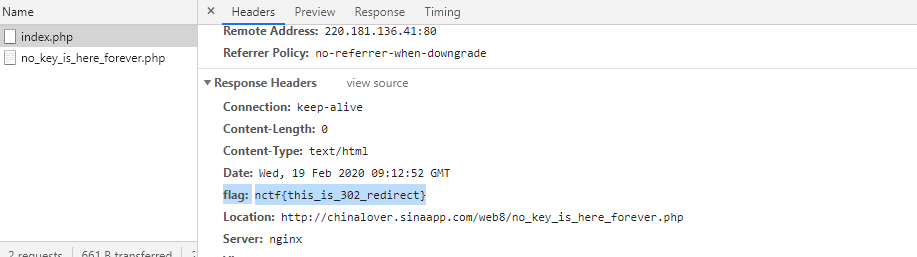 Name
× Headers Preview Response Timing
index.php
no_key_is_here_forever.php
Remote Address: 220.181.136.41:80
Referrer Policy: no-referrer-when-downgrade
Response Headers view source
Connection: keep-alive
Content-Length: 0
Content-Type: text/html
Date: Wed, 19 Feb 2020 09:12:52 GMT
flag: nctf{this_is_302_redirect}
Location: http://chinalover.sinaapp.com/web8/no_key_is_here_forever.php
Server: nginx
2 requests 661 B transferred